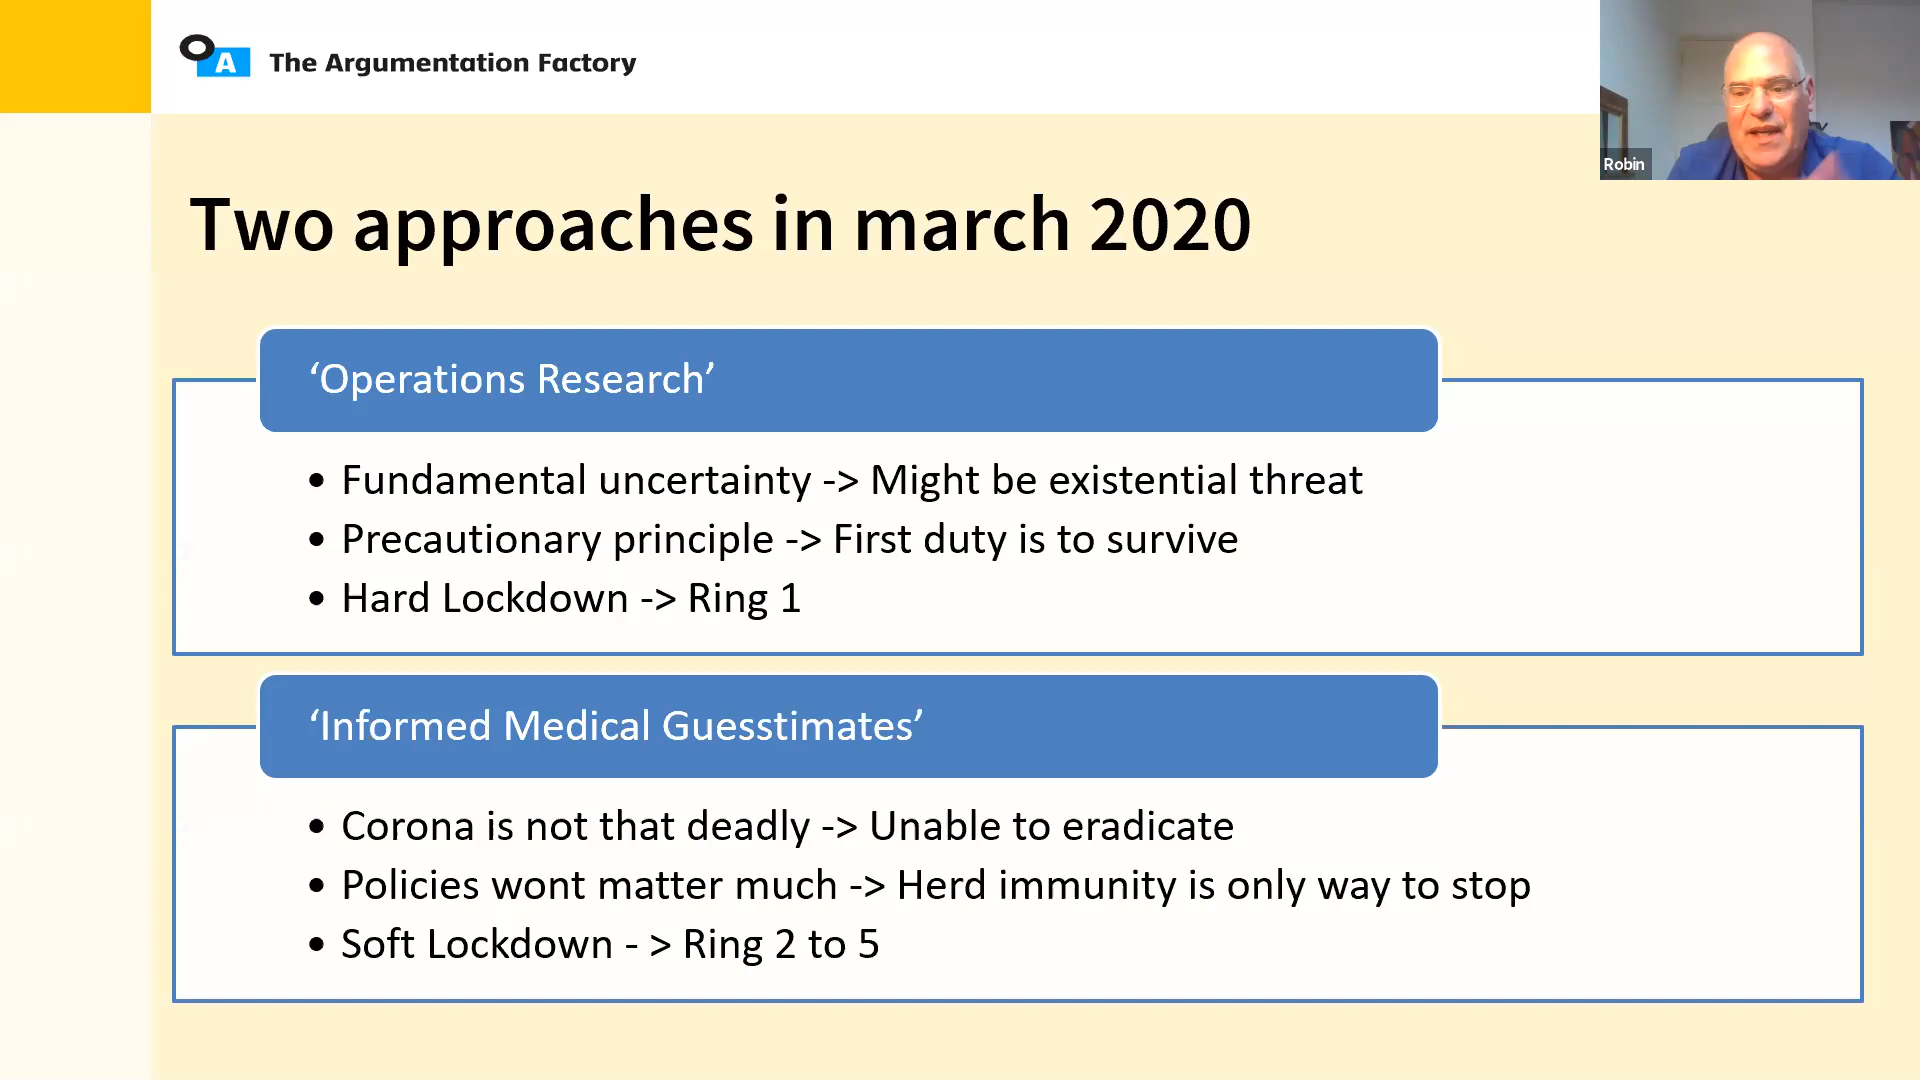 OA The Argumentation Factory
Robin
Two approaches in march 2020
‘Operations Research’
• Fundamental uncertainty -> Might be existential threat
• Precautionary principle -> First duty is to survive
• Hard Lockdown -> Ring 1
‘Informed Medical Guesstimates’
• Corona is not that deadly -> Unable to eradicate
• Policies wont matter much -> Herd immunity is only way to stop
• Soft Lockdown - > Ring 2 to 5